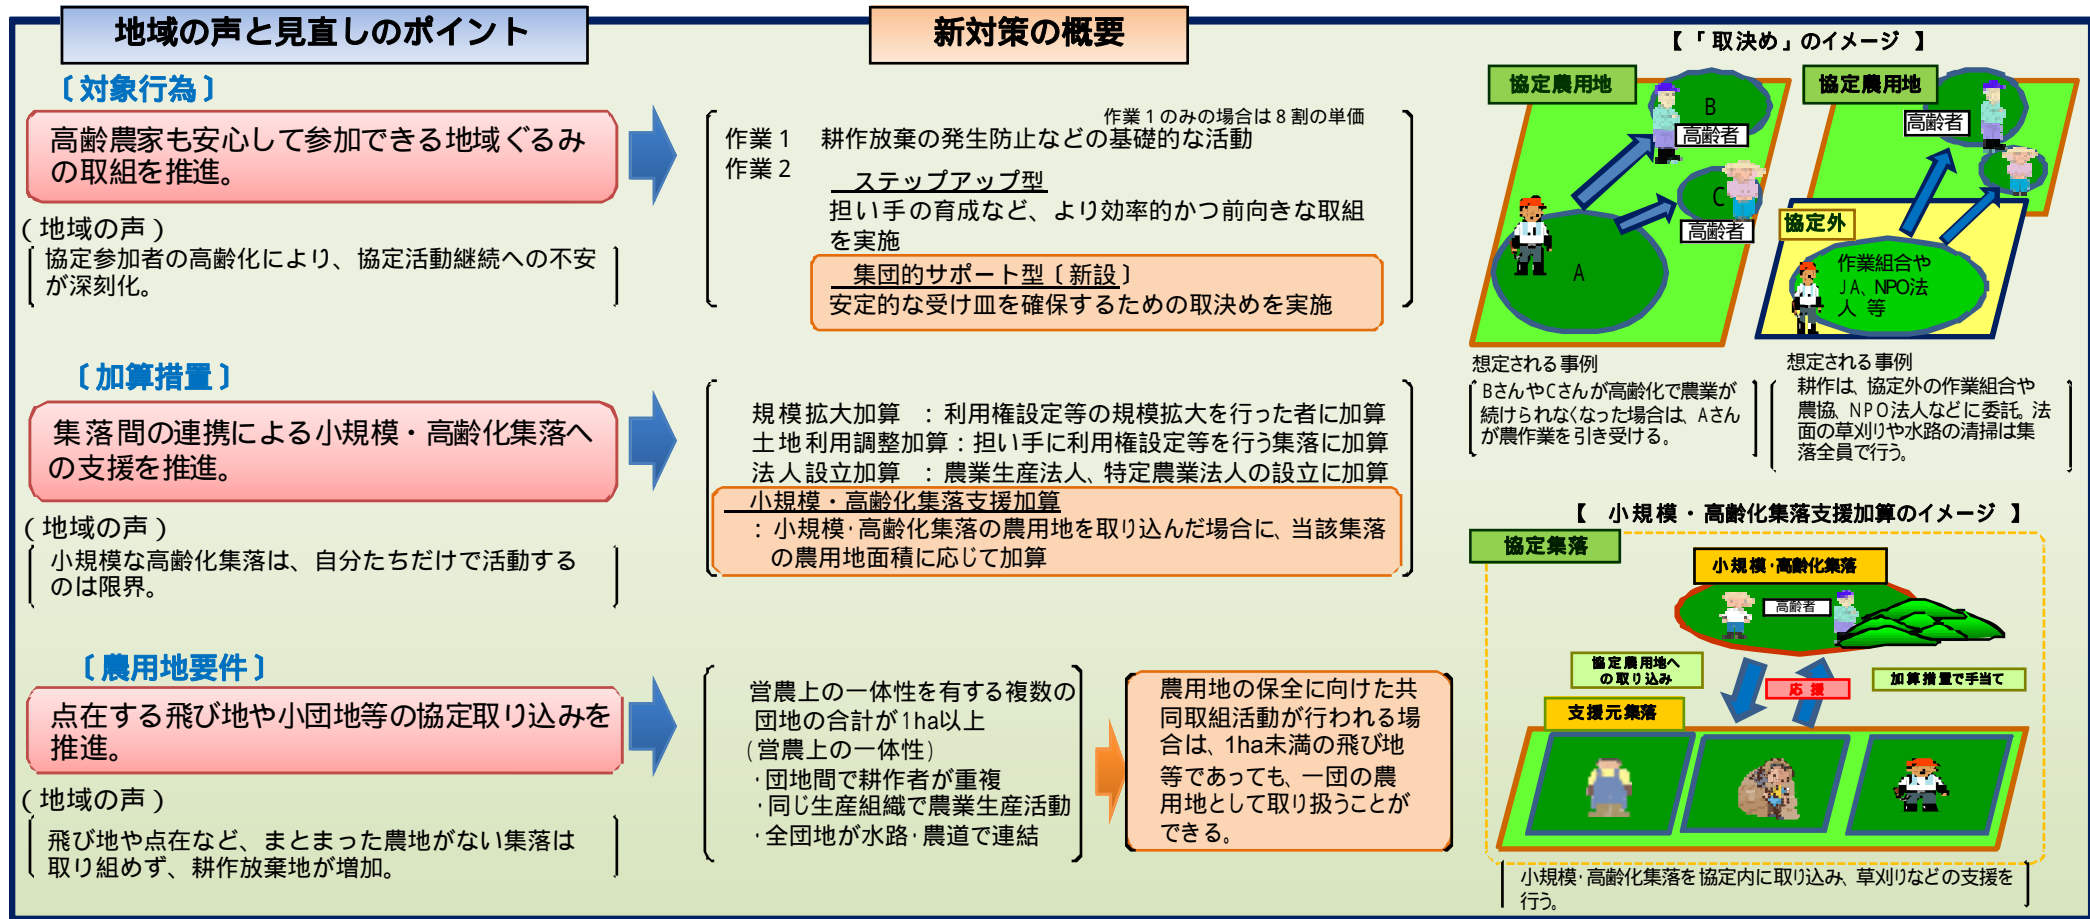 地域の声と見直しのポイント
〔対象行為〕
高齢農家も安心して参加できる地域ぐるみ
の取組を推進。
（地域の声）
協定参加者の高齢化により、協定活動継続への不安
が深刻化。
〔加算措置〕
集落間の連携による小規模・高齢化集落へ
の支援を推進。
（地域の声）
小規模な高齢化集落は、自分たちだけで活動する
のは限界。
〔農用地要件〕
点在する飛び地や小団地等の協定取り込みを
推進。
（地域の声）
飛び地や点在など、まとまった農地がない集落は
取り組めず、耕作放棄地が増加。
新対策の概要
作業１のみの場合は８割の単価
作業１　耕作放棄の発生防止などの基礎的な活動
作業２
ステップアップ型
担い手の育成など、より効率的かつ前向きな取組
を実施
集団的サポート型〔新設〕
安定的な受け皿を確保するための取決めを実施
規模拡大加算　：利用権設定等の規模拡大を行った者に加算
土地利用調整加算：担い手に利用権設定等を行う集落に加算
法人設立加算　：農業生産法人、特定農業法人の設立に加算
小規模・高齢化集落支援加算
：小規模・高齢化集落の農用地を取り込んだ場合に、当該集落
の農用地面積に応じて加算
営農上の一体性を有する複数の
団地の合計が1ha以上
（営農上の一体性）
・団地間で耕作者が重複
・同じ生産組織で農業生産活動
・全団地が水路・農道で連結
農用地の保全に向けた共
同取組活動が行われる場
合は、1ha未満の飛び地
等であっても、一団の農
用地として取り扱うことが
できる。
【「取決め」のイメージ】
協定農用地
B
高齢者
C
高齢者
A
想定される事例
BさんやCさんが高齢化で農業が
続けられなくなった場合は、Aさん
が農作業を引き受ける。
協定農用地
高齢者
協定外
作業組合や
JA、NPO法
人 等
想定される事例
耕作は、協定外の作業組合や
農協、NPO法人などに委託。法
面の草刈りや水路の清掃は集
落全員で行う。
【 小規模・高齢化集落支援加算のイメージ】
協定集落
小規模・高齢化集落
高齢者
協定農用地へ
の取り込み
応援
加算措置で手当て
支援元集落
小規模・高齢化集落を協定内に取り込み、草刈りなどの支援を
行う。